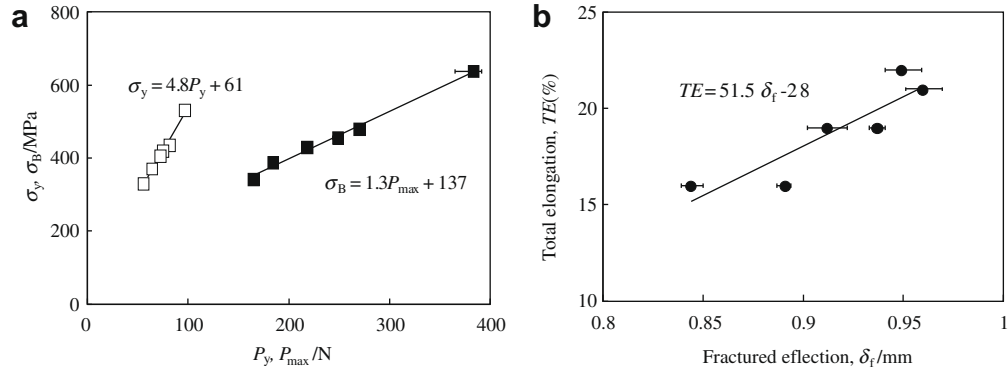 a
800
600
400
200
0
0
100
200
300
400
σy, σB/MPa
Py, Pmax/N
σy = 4.8Py + 61
σB = 1.3Pmax + 137
b
25
20
15
10
0.8
0.85
0.9
0.95
1
Total elongation, TE(%)
Fractured eflection, δf/mm
TE = 51.5 δf -28